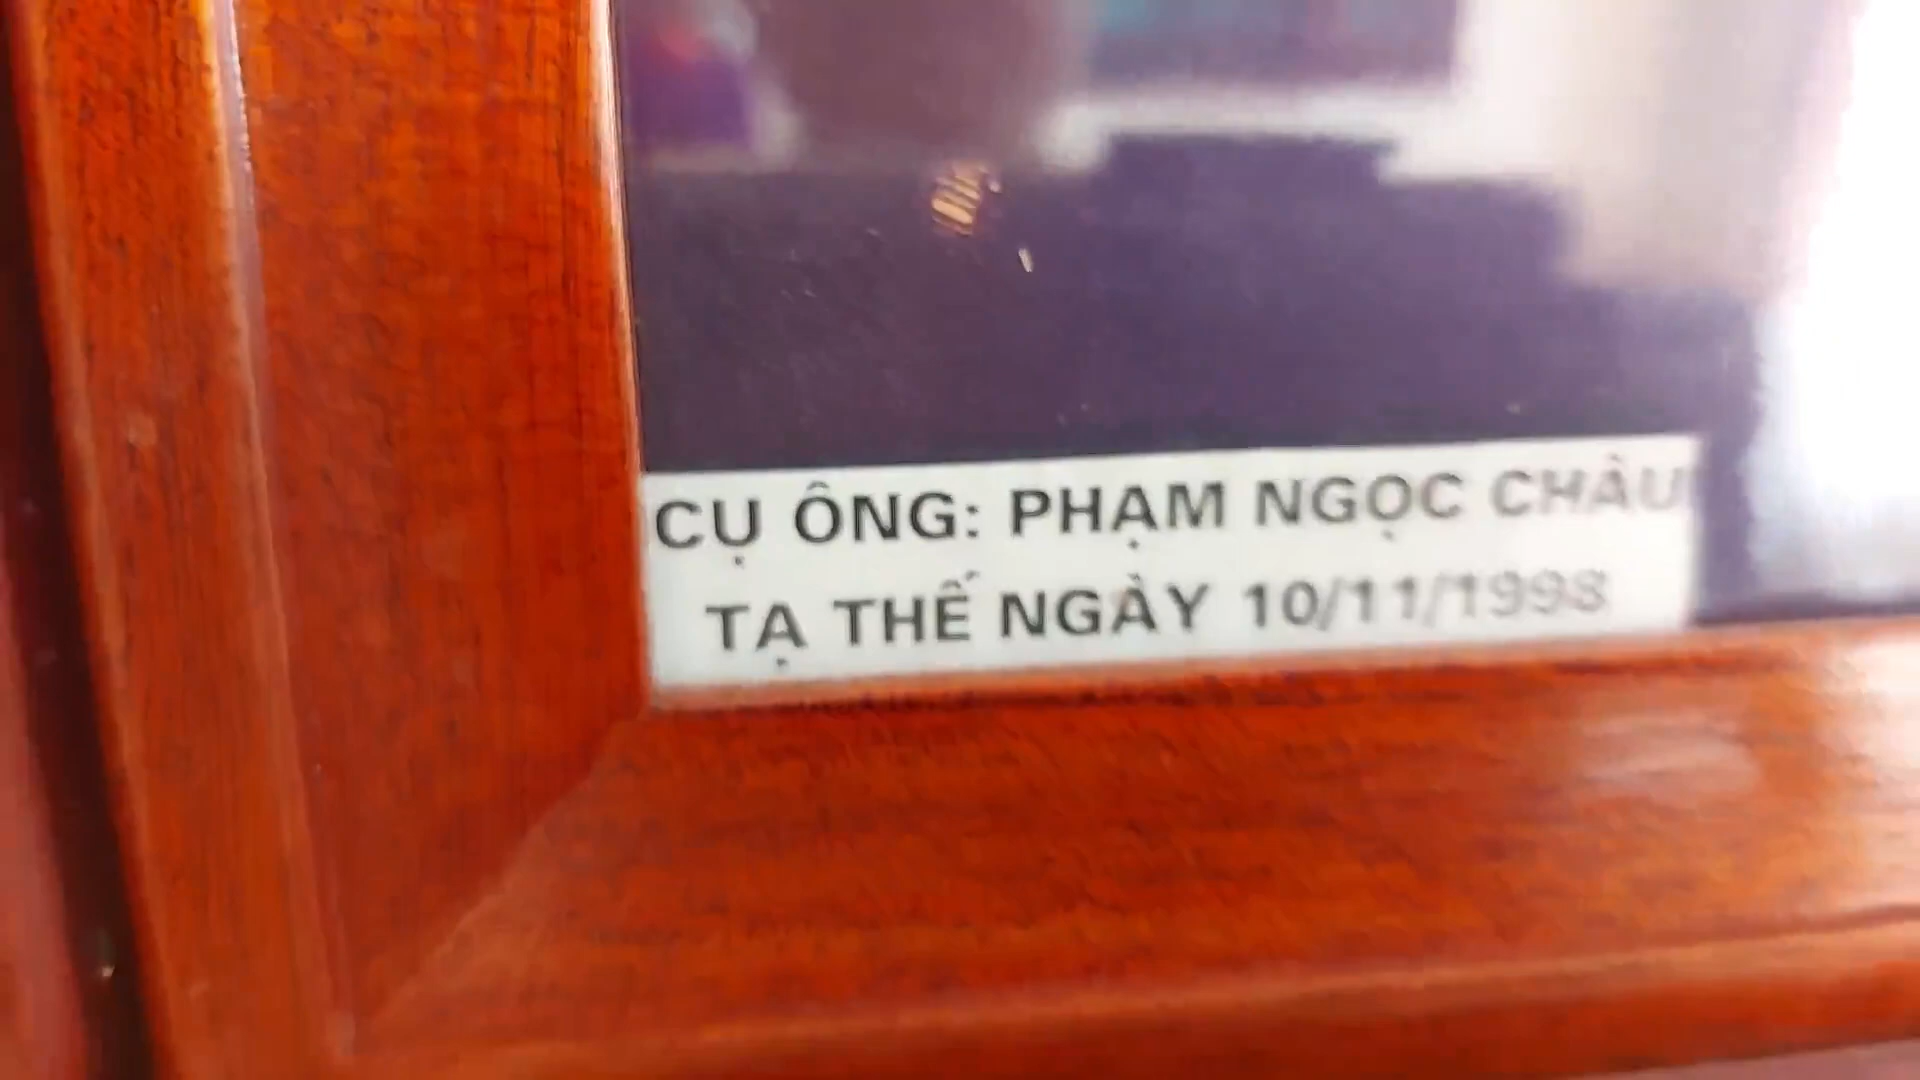 CỤ ÔNG: PHẠM NGỌC CHÂU
TẠ THẾ NGÀY 10/11/1998